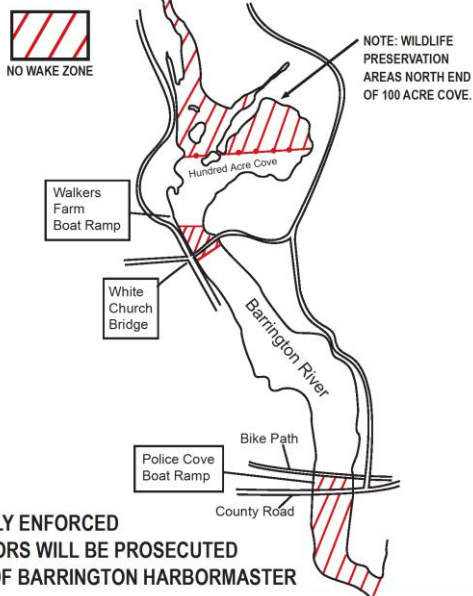 NO WAKE ZONE
NOTE: WILDLIFE
PRESERVATION
AREAS NORTH END
OF 100 ACRE COVE.
Hundred Acre Cove
Walkers
Farm
Boat Ramp
White
Church
Bridge
Barrington River
Bike Path
Police Cove
Boat Ramp
County Road
LY ENFORCED
ORS WILL BE PROSECUTED
OF BARRINGTON HARBORMASTER